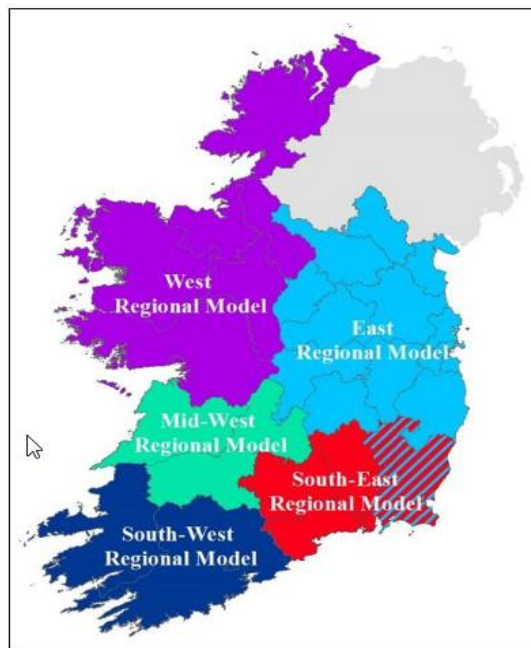 West
Regional Model
East
Regional Model
Mid-West
Regional Model
South-East
Regional Model
South-West
Regional Model